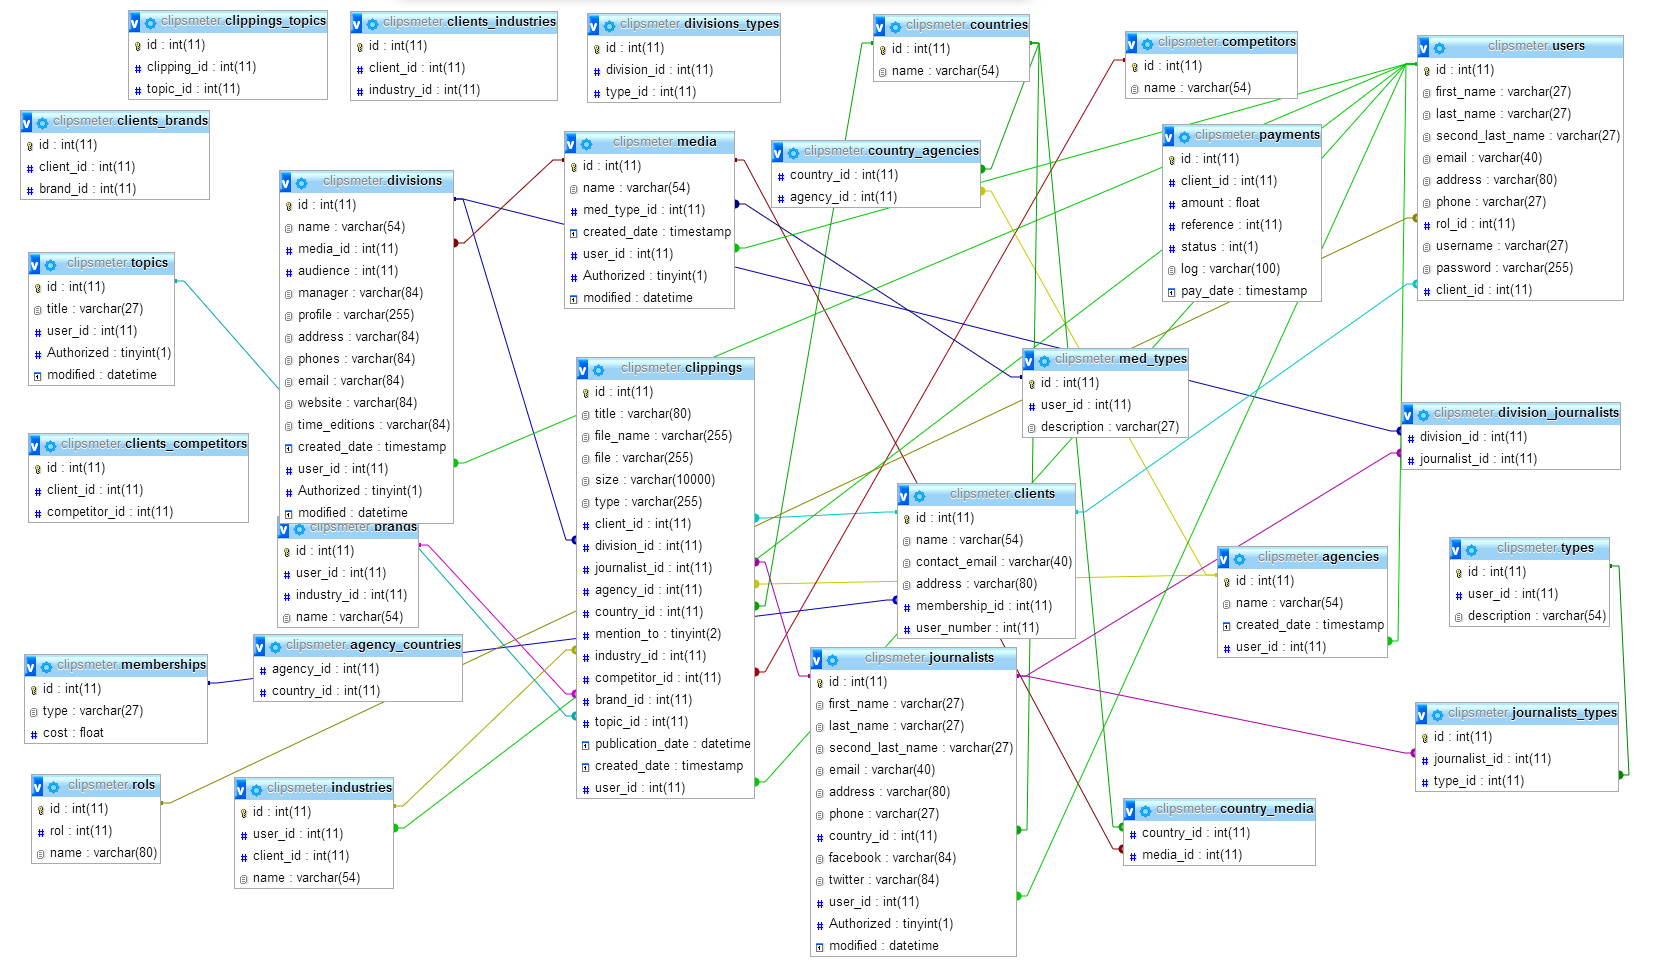 clipsmeter.clippings_topics
id : int(11)
clipping_id : int(11)
topic_id : int(11)
clipsmeter.clients_industries
id : int(11)
client_id : int(11)
industry_id : int(11)
clipsmeter.divisions_types
id : int(11)
division_id : int(11)
type_id : int(11)
clipsmeter.countries
id : int(11)
name : varchar(54)
clipsmeter.competitors
id : int(11)
name : varchar(54)
clipsmeter.users
id : int(11)
first_name : varchar(27)
last_name : varchar(27)
second_last_name : varchar(27)
email : varchar(40)
address : varchar(80)
phone : varchar(27)
rol_id : int(11)
username : varchar(27)
password : varchar(255)
client_id : int(11)
clipsmeter.clients_brands
id : int(11)
client_id : int(11)
brand_id : int(11)
clipsmeter.divisions
id : int(11)
name : varchar(54)
media_id : int(11)
audience : int(11)
manager : varchar(84)
profile : varchar(255)
address : varchar(84)
phones : varchar(84)
email : varchar(84)
website : varchar(84)
time_editions : varchar(84)
created_date : timestamp
user_id : int(11)
Authorized : tinyint(1)
modified : datetime
clipsmeter.media
id : int(11)
name : varchar(54)
med_type_id : int(11)
created_date : timestamp
user_id : int(11)
Authorized : tinyint(1)
modified : datetime
clipsmeter.country_agencies
country_id : int(11)
agency_id : int(11)
clipsmeter.payments
id : int(11)
client_id : int(11)
amount : float
reference : int(11)
status : int(1)
log : varchar(100)
pay_date : timestamp
clipsmeter.topics
id : int(11)
title : varchar(27)
user_id : int(11)
Authorized : tinyint(1)
modified : datetime
clipsmeter.clippings
id : int(11)
title : varchar(80)
file_name : varchar(255)
file : varchar(255)
size : varchar(10000)
type : varchar(255)
client_id : int(11)
division_id : int(11)
journalist_id : int(11)
agency_id : int(11)
country_id : int(11)
mention_to : tinyint(2)
industry_id : int(11)
competitor_id : int(11)
brand_id : int(11)
topic_id : int(11)
publication_date : datetime
created_date : timestamp
user_id : int(11)
clipsmeter.med_types
id : int(11)
user_id : int(11)
description : varchar(27)
clipsmeter.division_journalists
division_id : int(11)
journalist_id : int(11)
clipsmeter.clients_competitors
id : int(11)
client_id : int(11)
competitor_id : int(11)
clipsmeter.brands
id : int(11)
user_id : int(11)
industry_id : int(11)
name : varchar(54)
clipsmeter.clients
id : int(11)
name : varchar(54)
contact_email : varchar(40)
address : varchar(80)
membership_id : int(11)
user_number : int(11)
clipsmeter.agencies
id : int(11)
name : varchar(54)
created_date : timestamp
user_id : int(11)
clipsmeter.types
id : int(11)
user_id : int(11)
description : varchar(54)
clipsmeter.memberships
id : int(11)
type : varchar(27)
cost : float
clipsmeter.agency_countries
agency_id : int(11)
country_id : int(11)
clipsmeter.journalists
id : int(11)
first_name : varchar(27)
last_name : varchar(27)
second_last_name : varchar(27)
email : varchar(40)
address : varchar(80)
phone : varchar(27)
country_id : int(11)
facebook : varchar(84)
twitter : varchar(84)
user_id : int(11)
Authorized : tinyint(1)
modified : datetime
clipsmeter.journalists_types
id : int(11)
journalist_id : int(11)
type_id : int(11)
clipsmeter.rols
id : int(11)
rol : int(11)
name : varchar(80)
clipsmeter.industries
id : int(11)
user_id : int(11)
client_id : int(11)
name : varchar(54)
clipsmeter.country_media
country_id : int(11)
media_id : int(11)